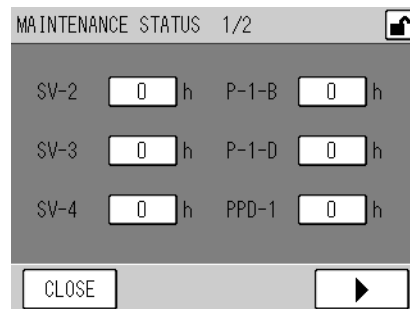 MAINTENANCE STATUS 1/2
SV-2 0 h P-1-B 0 h
SV-3 0 h P-1-D 0 h
SV-4 0 h PPD-1 0 h
CLOSE